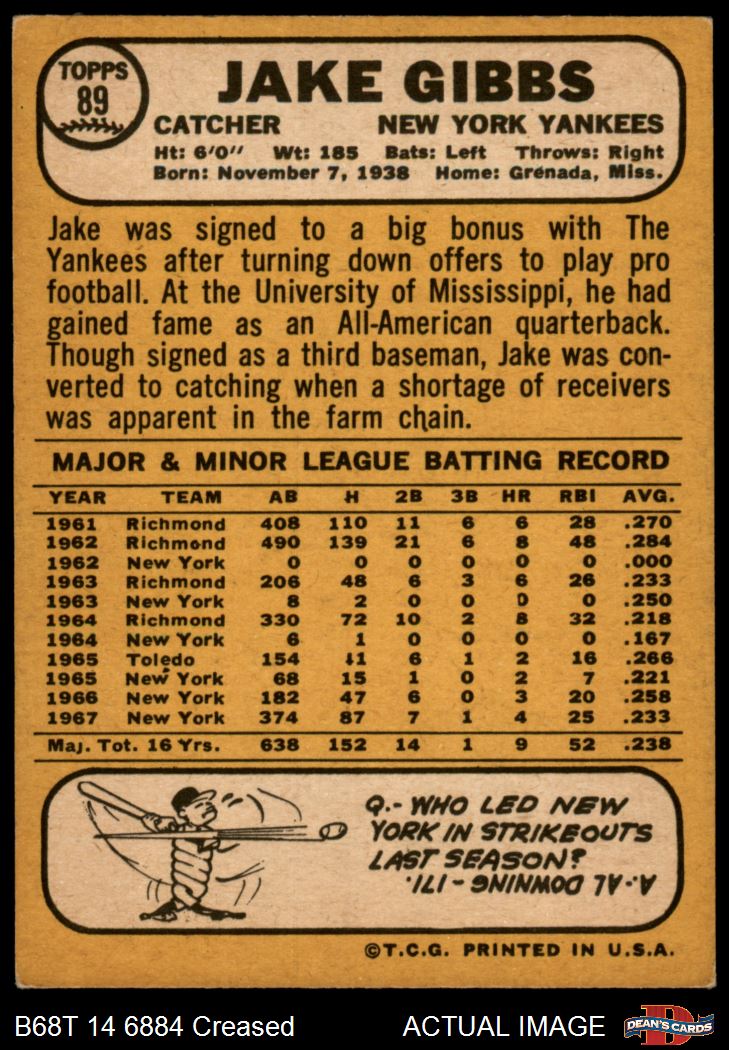 TOPPS
89
JAKE GIBBS
CATCHER NEW YORK YANKEES
Ht: 6'0" Wt: 185 Bats: Left Throws: Right
Born: November 7, 1938 Home: Grenada, Miss.
Jake was signed to a big bonus with The
Yankees after turning down offers to play pro
football. At the University of Mississippi, he had
gained fame as an All-American quarterback.
Though signed as a third baseman, Jake was con-
verted to catching when a shortage of receivers
was apparent in the farm chain.
MAJOR & MINOR LEAGUE BATTING RECORD
YEAR TEAM AB H 2B 3B HR RBI AVG.
1961 Richmond 408 110 11 6 6 28 .270
1962 Richmond 490 139 21 6 8 48 .284
1962 New York 0 0 0 0 0 0 .000
1963 Richmond 206 48 6 3 6 26 .233
1963 New York 8 2 0 0 0 0 .250
1964 Richmond 330 72 10 2 8 32 .218
1964 New York 6 1 0 0 0 0 .167
1965 Toledo 154 41 6 1 2 16 .266
1965 New York 68 15 1 0 2 7 .221
1966 New York 182 47 6 0 3 20 .258
1967 New York 374 87 7 1 4 25 .233
Maj. Tot. 16 Yrs. 638 152 14 1 9 52 .238
Q.- WHO LED NEW
YORK IN STRIKEOUTS
LAST SEASON?
A.- AL DOWNING - 171.
©T.C.G. PRINTED IN U.S.A.
B68T 14 6884 Creased ACTUAL IMAGE
DEAN'S CARDS